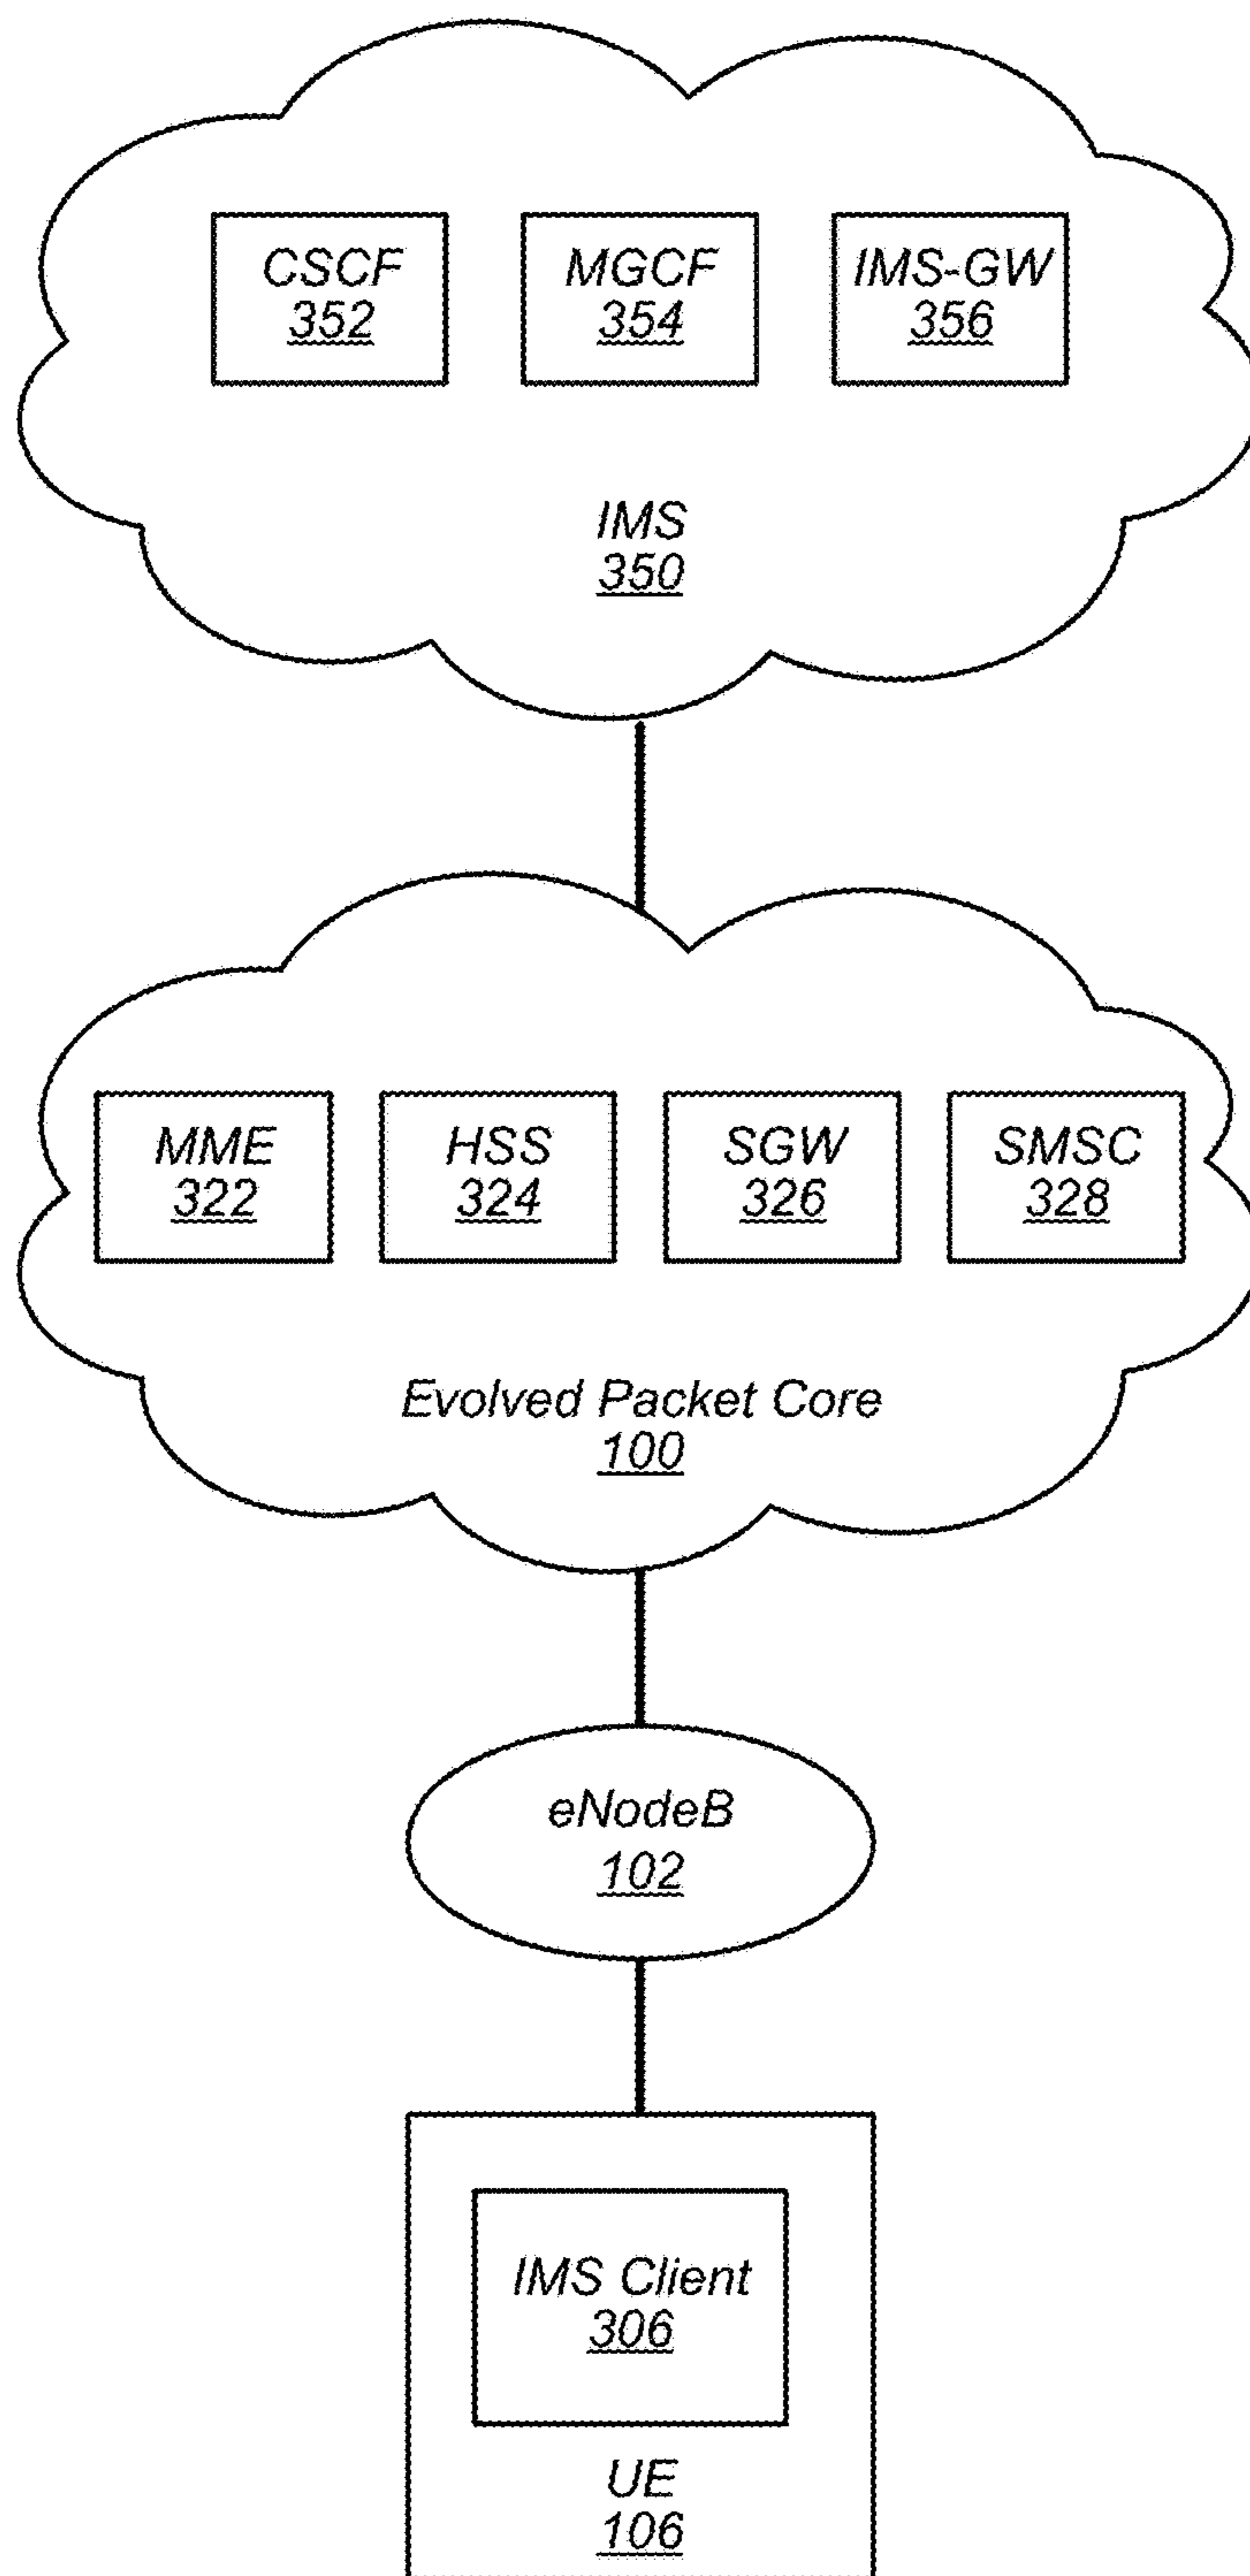 CSCF
352
MGCF
354
IMS-GW
356
IMS
350
MME
322
HSS
324
SGW
326
SMSC
328
Evolved Packet Core
100
eNodeB
102
IMS Client
306
UE
106